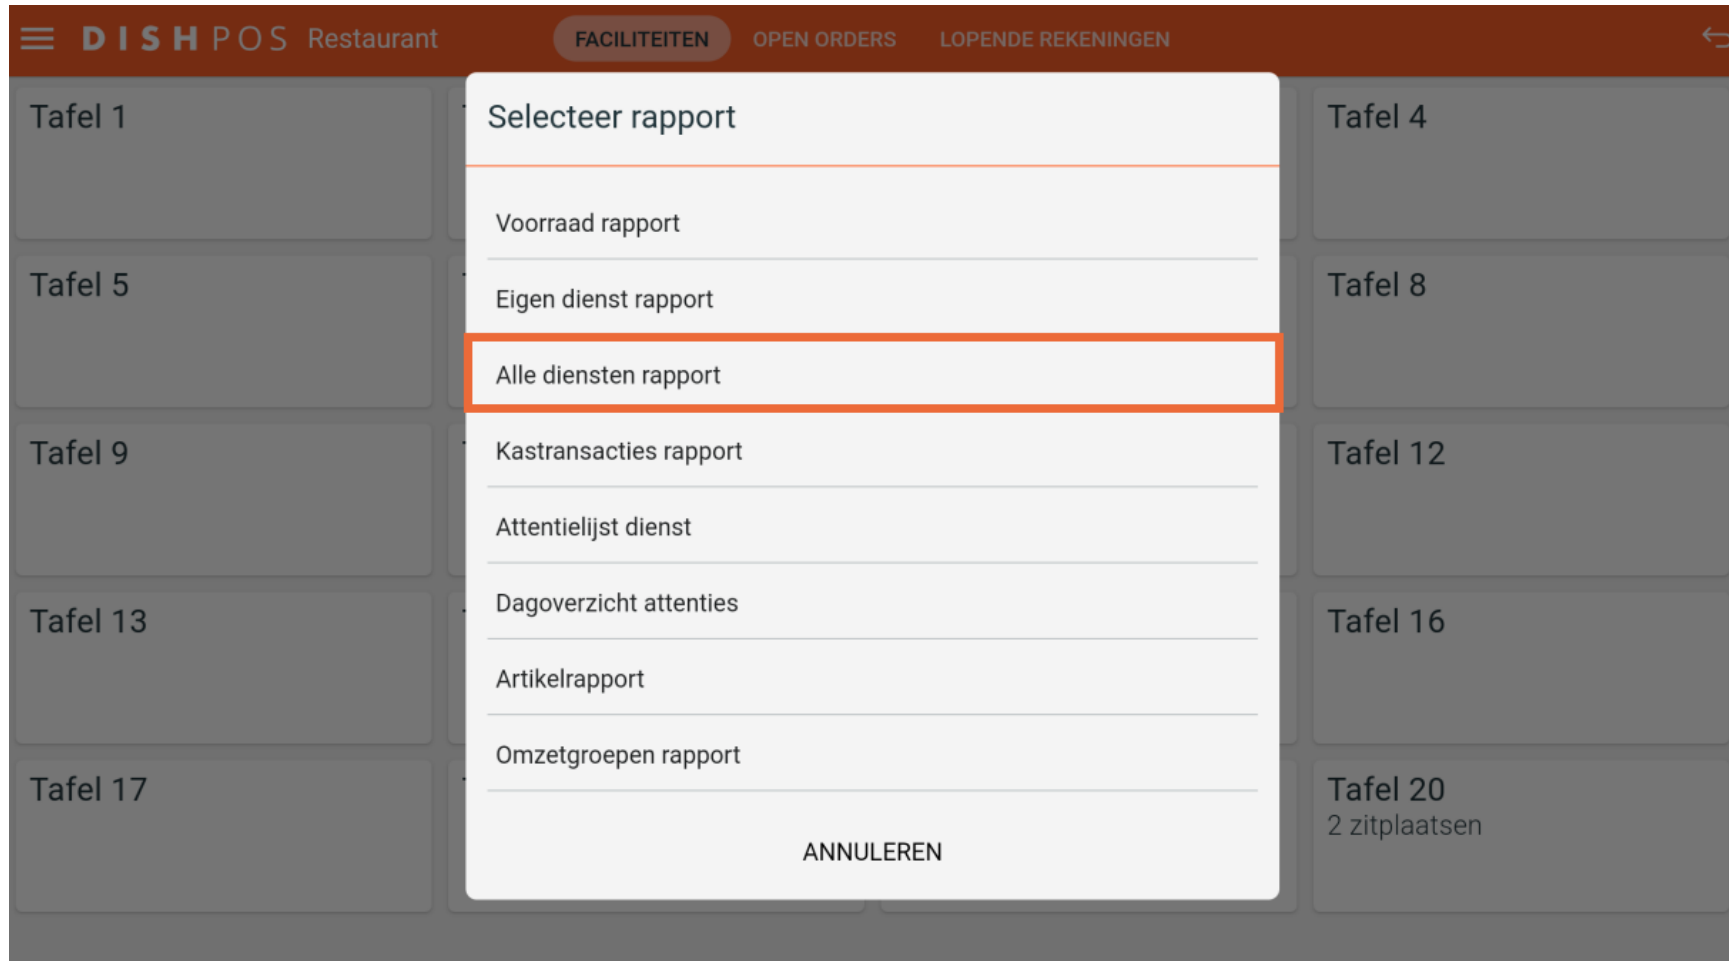 DISH POS Restaurant FACILITEITEN OPEN ORDERS LOPENDE REKENINGEN
Selecteer rapport
Voorraad rapport
Eigen dienst rapport
Alle diensten rapport
Kastransacties rapport
Attentielijst dienst
Dagoverzicht attenties
Artikelrapport
Omzetgroepen rapport
ANNULEREN
Tafel 1
Tafel 4
Tafel 5
Tafel 8
Tafel 9
Tafel 12
Tafel 13
Tafel 16
Tafel 17
Tafel 20
2 zitplaatsen